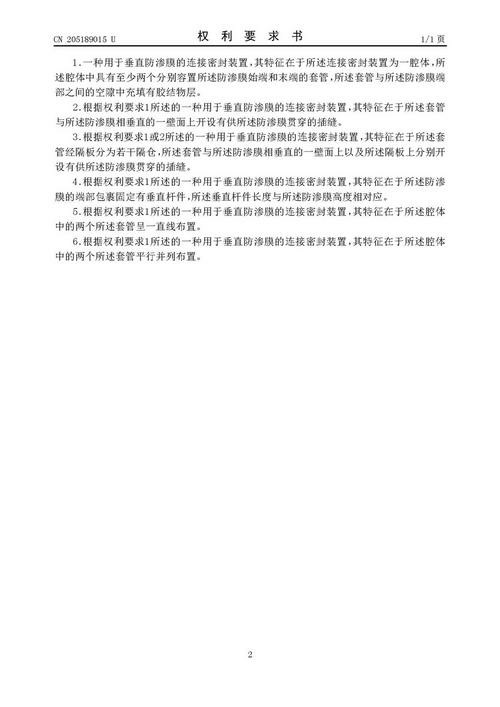 CN 205189015 U
权 利 要 求 书
1/1 页
1.一种用于垂直防渗膜的连接密封装置,其特征在于所述连接密封装置为一腔体,所
述腔体中具有至少两个分别容置所述防渗膜始端和末端的套管,所述套管与所述防渗膜端
部之间的空隙中充填有胶结物层。
2.根据权利要求1所述的一种用于垂直防渗膜的连接密封装置,其特征在于所述套管
与所述防渗膜相垂直的一壁面上开设有供所述防渗膜贯穿的插缝。
3.根据权利要求1或2所述的一种用于垂直防渗膜的连接密封装置,其特征在于所述套
管经隔板分为若干隔仓,所述套管与所述防渗膜相垂直的一壁面上以及所述隔板上分别开
设有供所述防渗膜贯穿的插缝。
4.根据权利要求1所述的一种用于垂直防渗膜的连接密封装置,其特征在于所述防渗
膜的端部包裹固定有垂直杆件,所述垂直杆件长度与所述防渗膜高度相对应。
5.根据权利要求1所述的一种用于垂直防渗膜的连接密封装置,其特征在于所述腔体
中的两个所述套管呈一直线布置。
6.根据权利要求1所述的一种用于垂直防渗膜的连接密封装置,其特征在于所述腔体
中的两个所述套管平行并列布置。
2